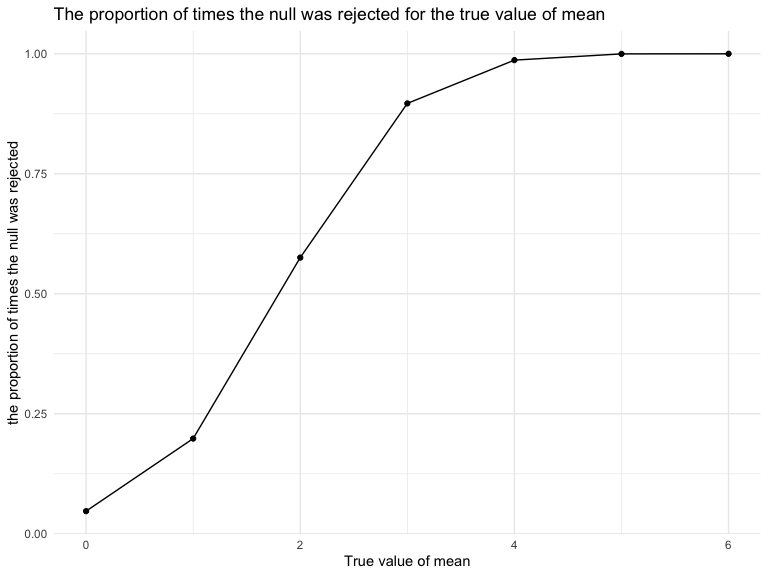 The proportion of times the null was rejected for the true value of mean
the proportion of times the null was rejected
1.00
0.75
0.50
0.25
0.00
0 2 4 6
True value of mean